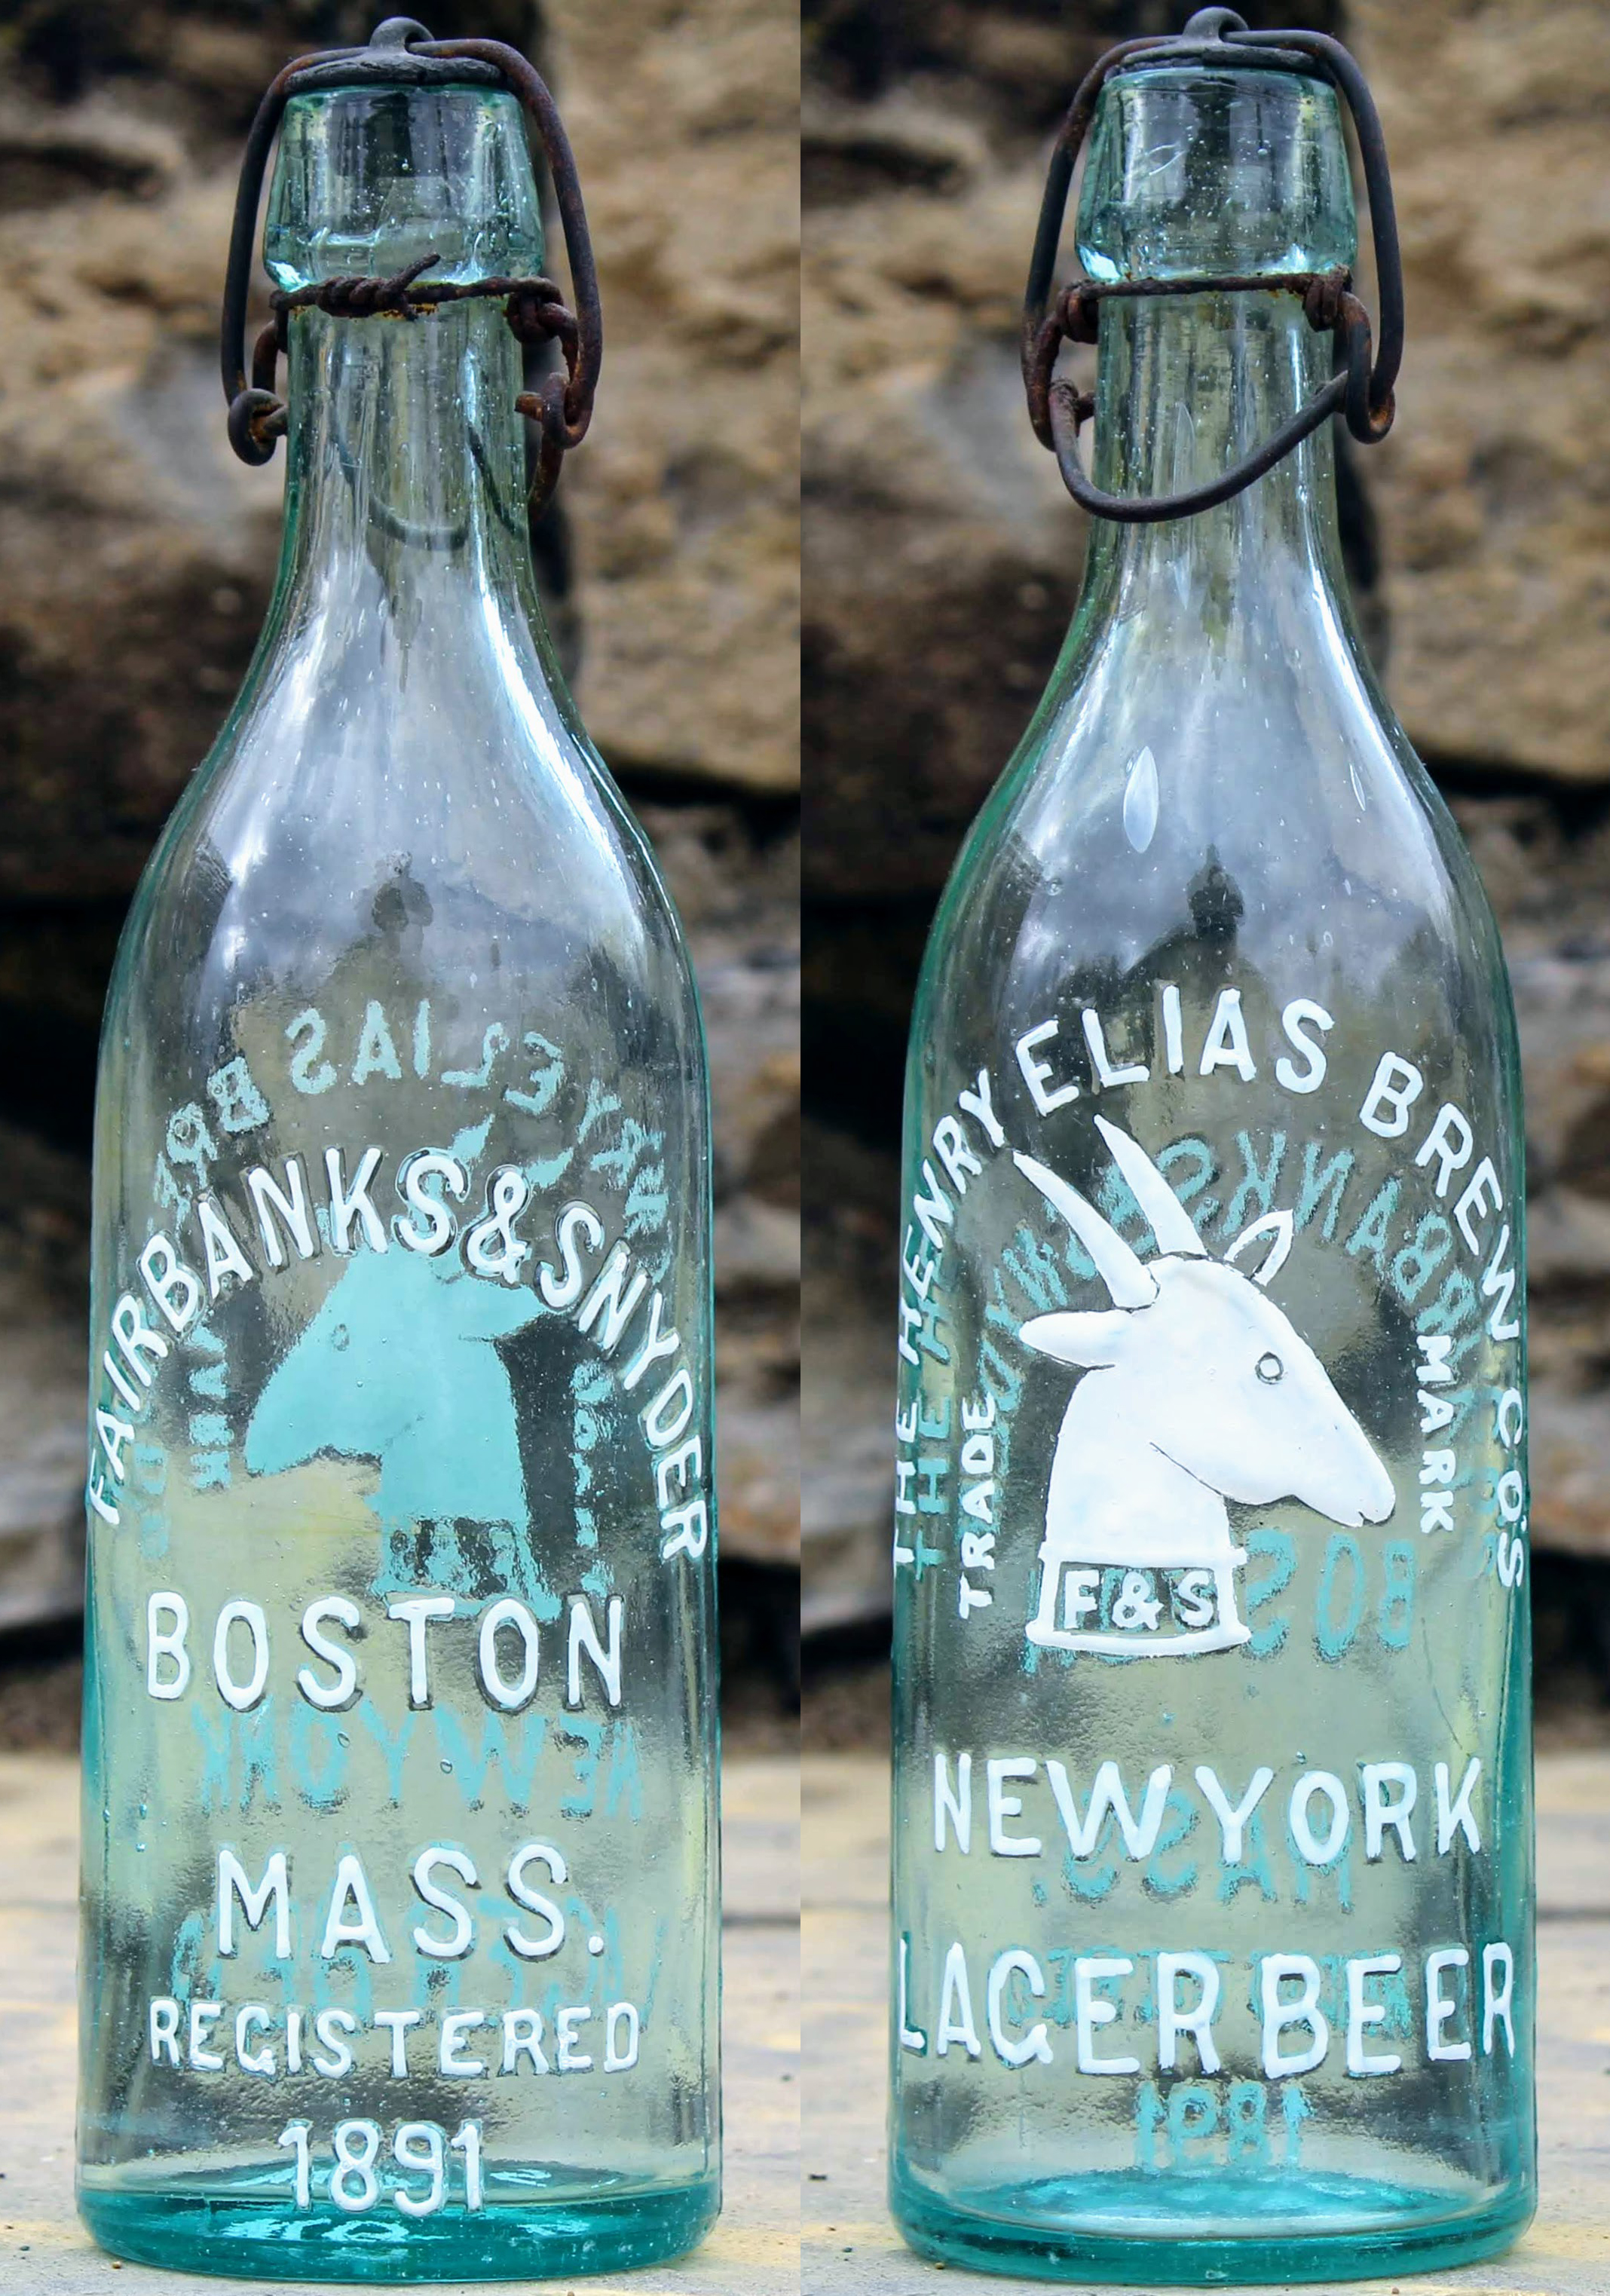 FAIRBANKS & SNYDER
BOSTON
MASS.
REGISTERED
1891
THE HENRY ELIAS BREW'N CO'S
TRADE
MARK
F & S
NEW YORK
LAGER BEER